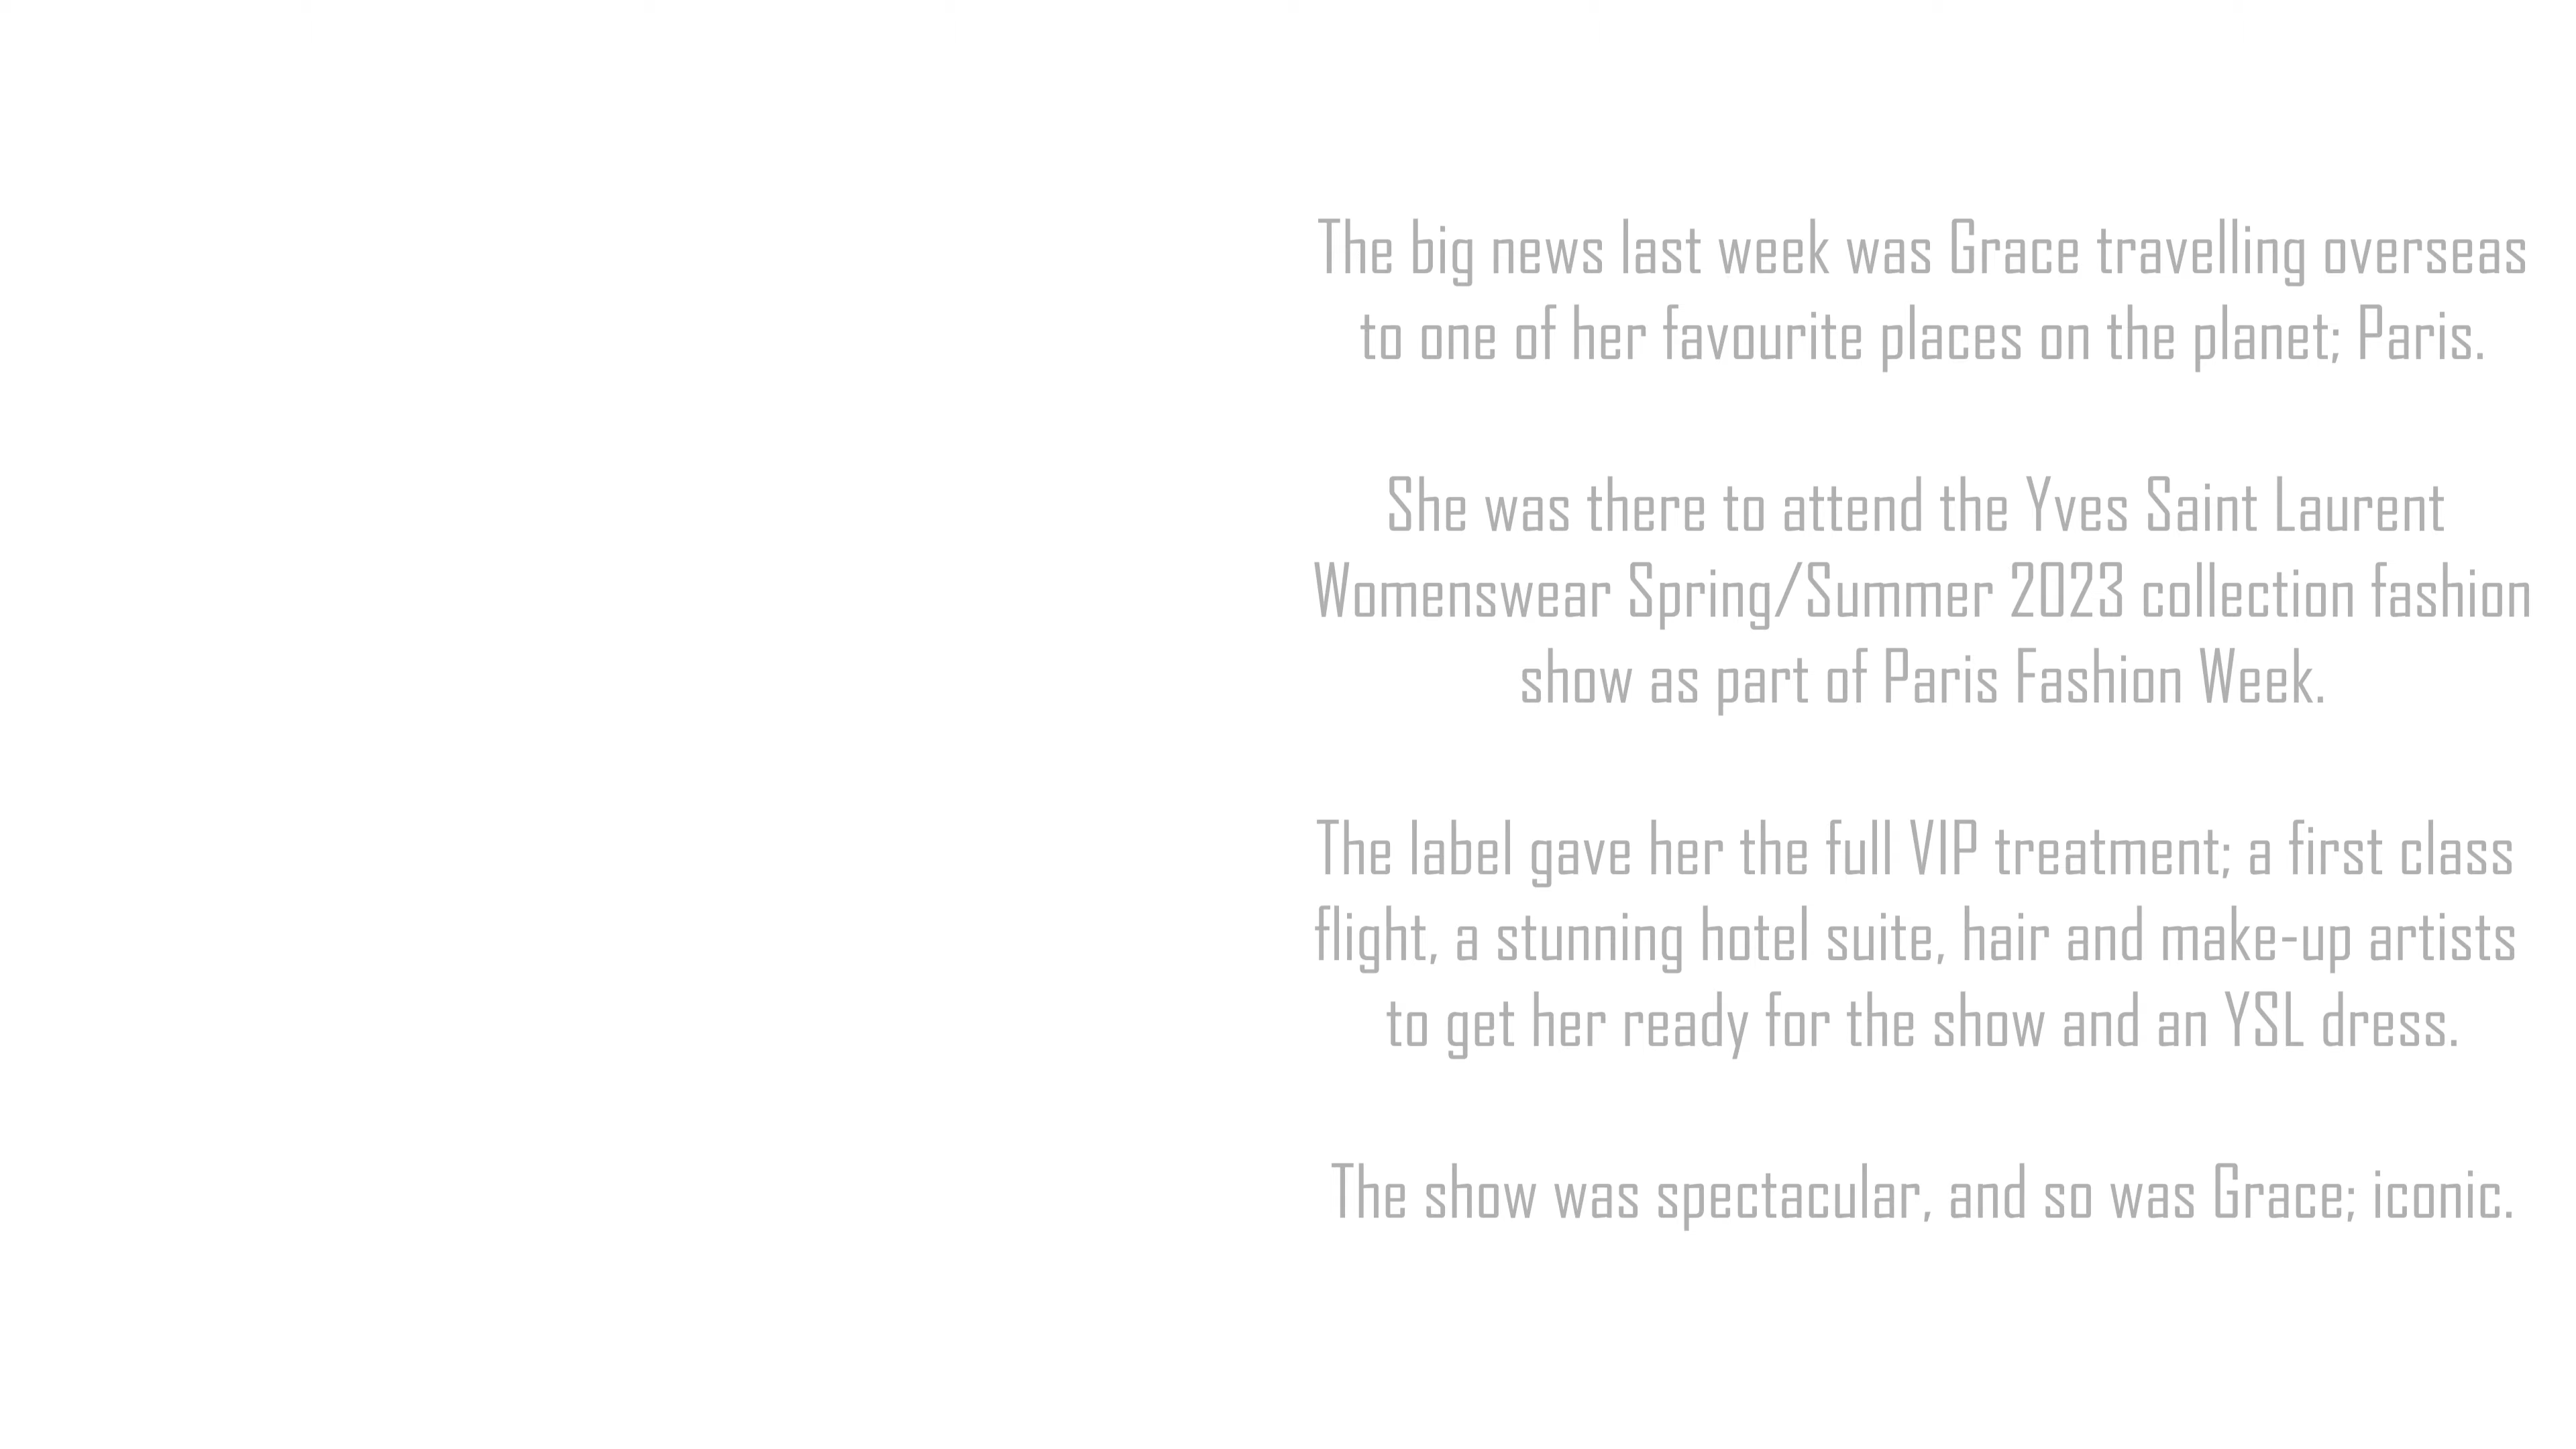 The big news last week was Grace travelling overseas
to one of her favourite places on the planet; Paris.
She was there to attend the Yves Saint Laurent
Womenswear Spring/Summer 2023 collection fashion
show as part of Paris Fashion Week.
The label gave her the full VIP treatment; a first class
flight, a stunning hotel suite, hair and make-up artists
to get her ready for the show and an YSL dress.
The show was spectacular, and so was Grace; iconic.